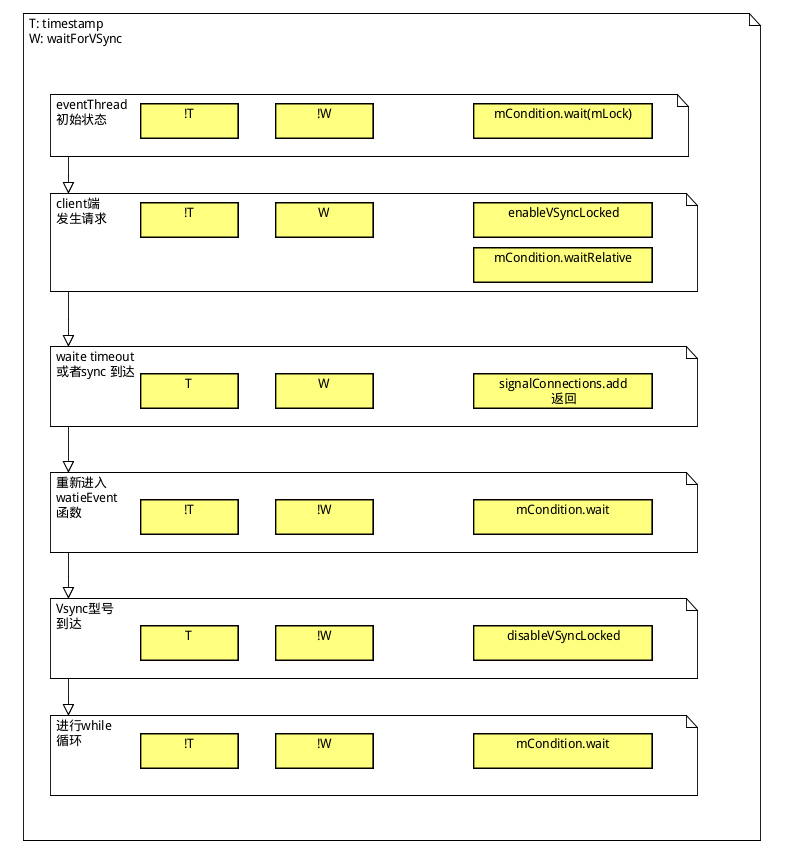 T: timestamp
W: waitForVSync
eventThread
初始状态
!T
!W
mCondition.wait(mLock)
client端
发生请求
!T
W
enableVSyncLocked
mCondition.waitRelative
waite timeout
或者sync 到达
T
W
signalConnections.add
返回
重新进入
watieEvent
函数
!T
!W
mCondition.wait
Vsync型号
到达
T
!W
disableVSyncLocked
进行while
循环
!T
!W
mCondition.wait